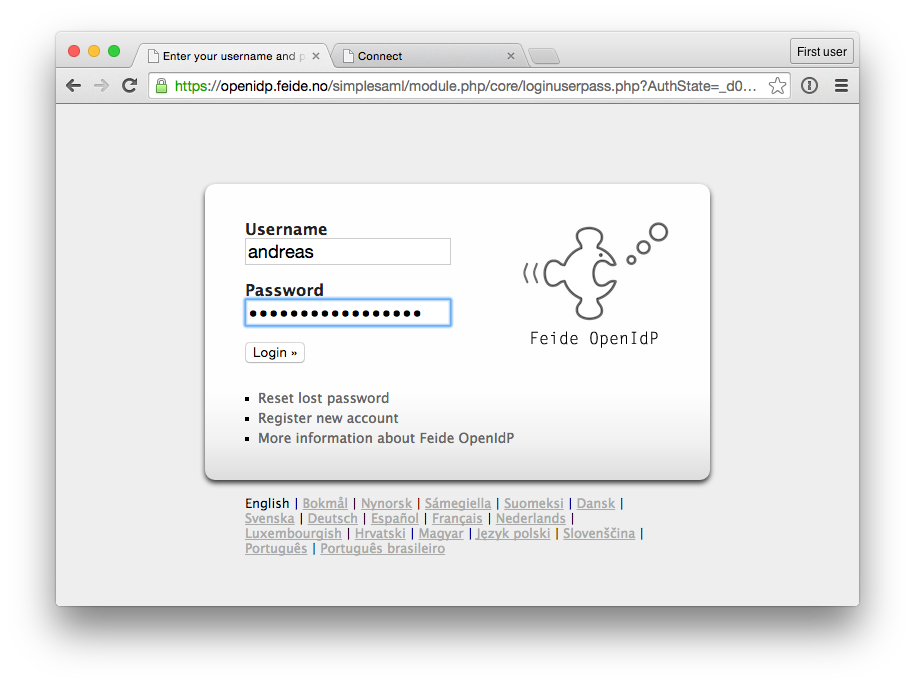 Enter your username and p
Connect
First user
https://openidp.feide.no/simplesaml/module.php/core/loginuserpass.php?AuthState=_d0...
Username
andreas
Password
•••••••••••••••••
Login »
Feide OpenIdP
Reset lost password
Register new account
More information about Feide OpenIdP
English | Bokmål | Nynorsk | Sámegiella | Suomeksi | Dansk |
Svenska | Deutsch | Español | Français | Nederlands |
Luxembourgish | Hrvatski | Magyar | Język polski | Slovenščina |
Português | Português brasileiro